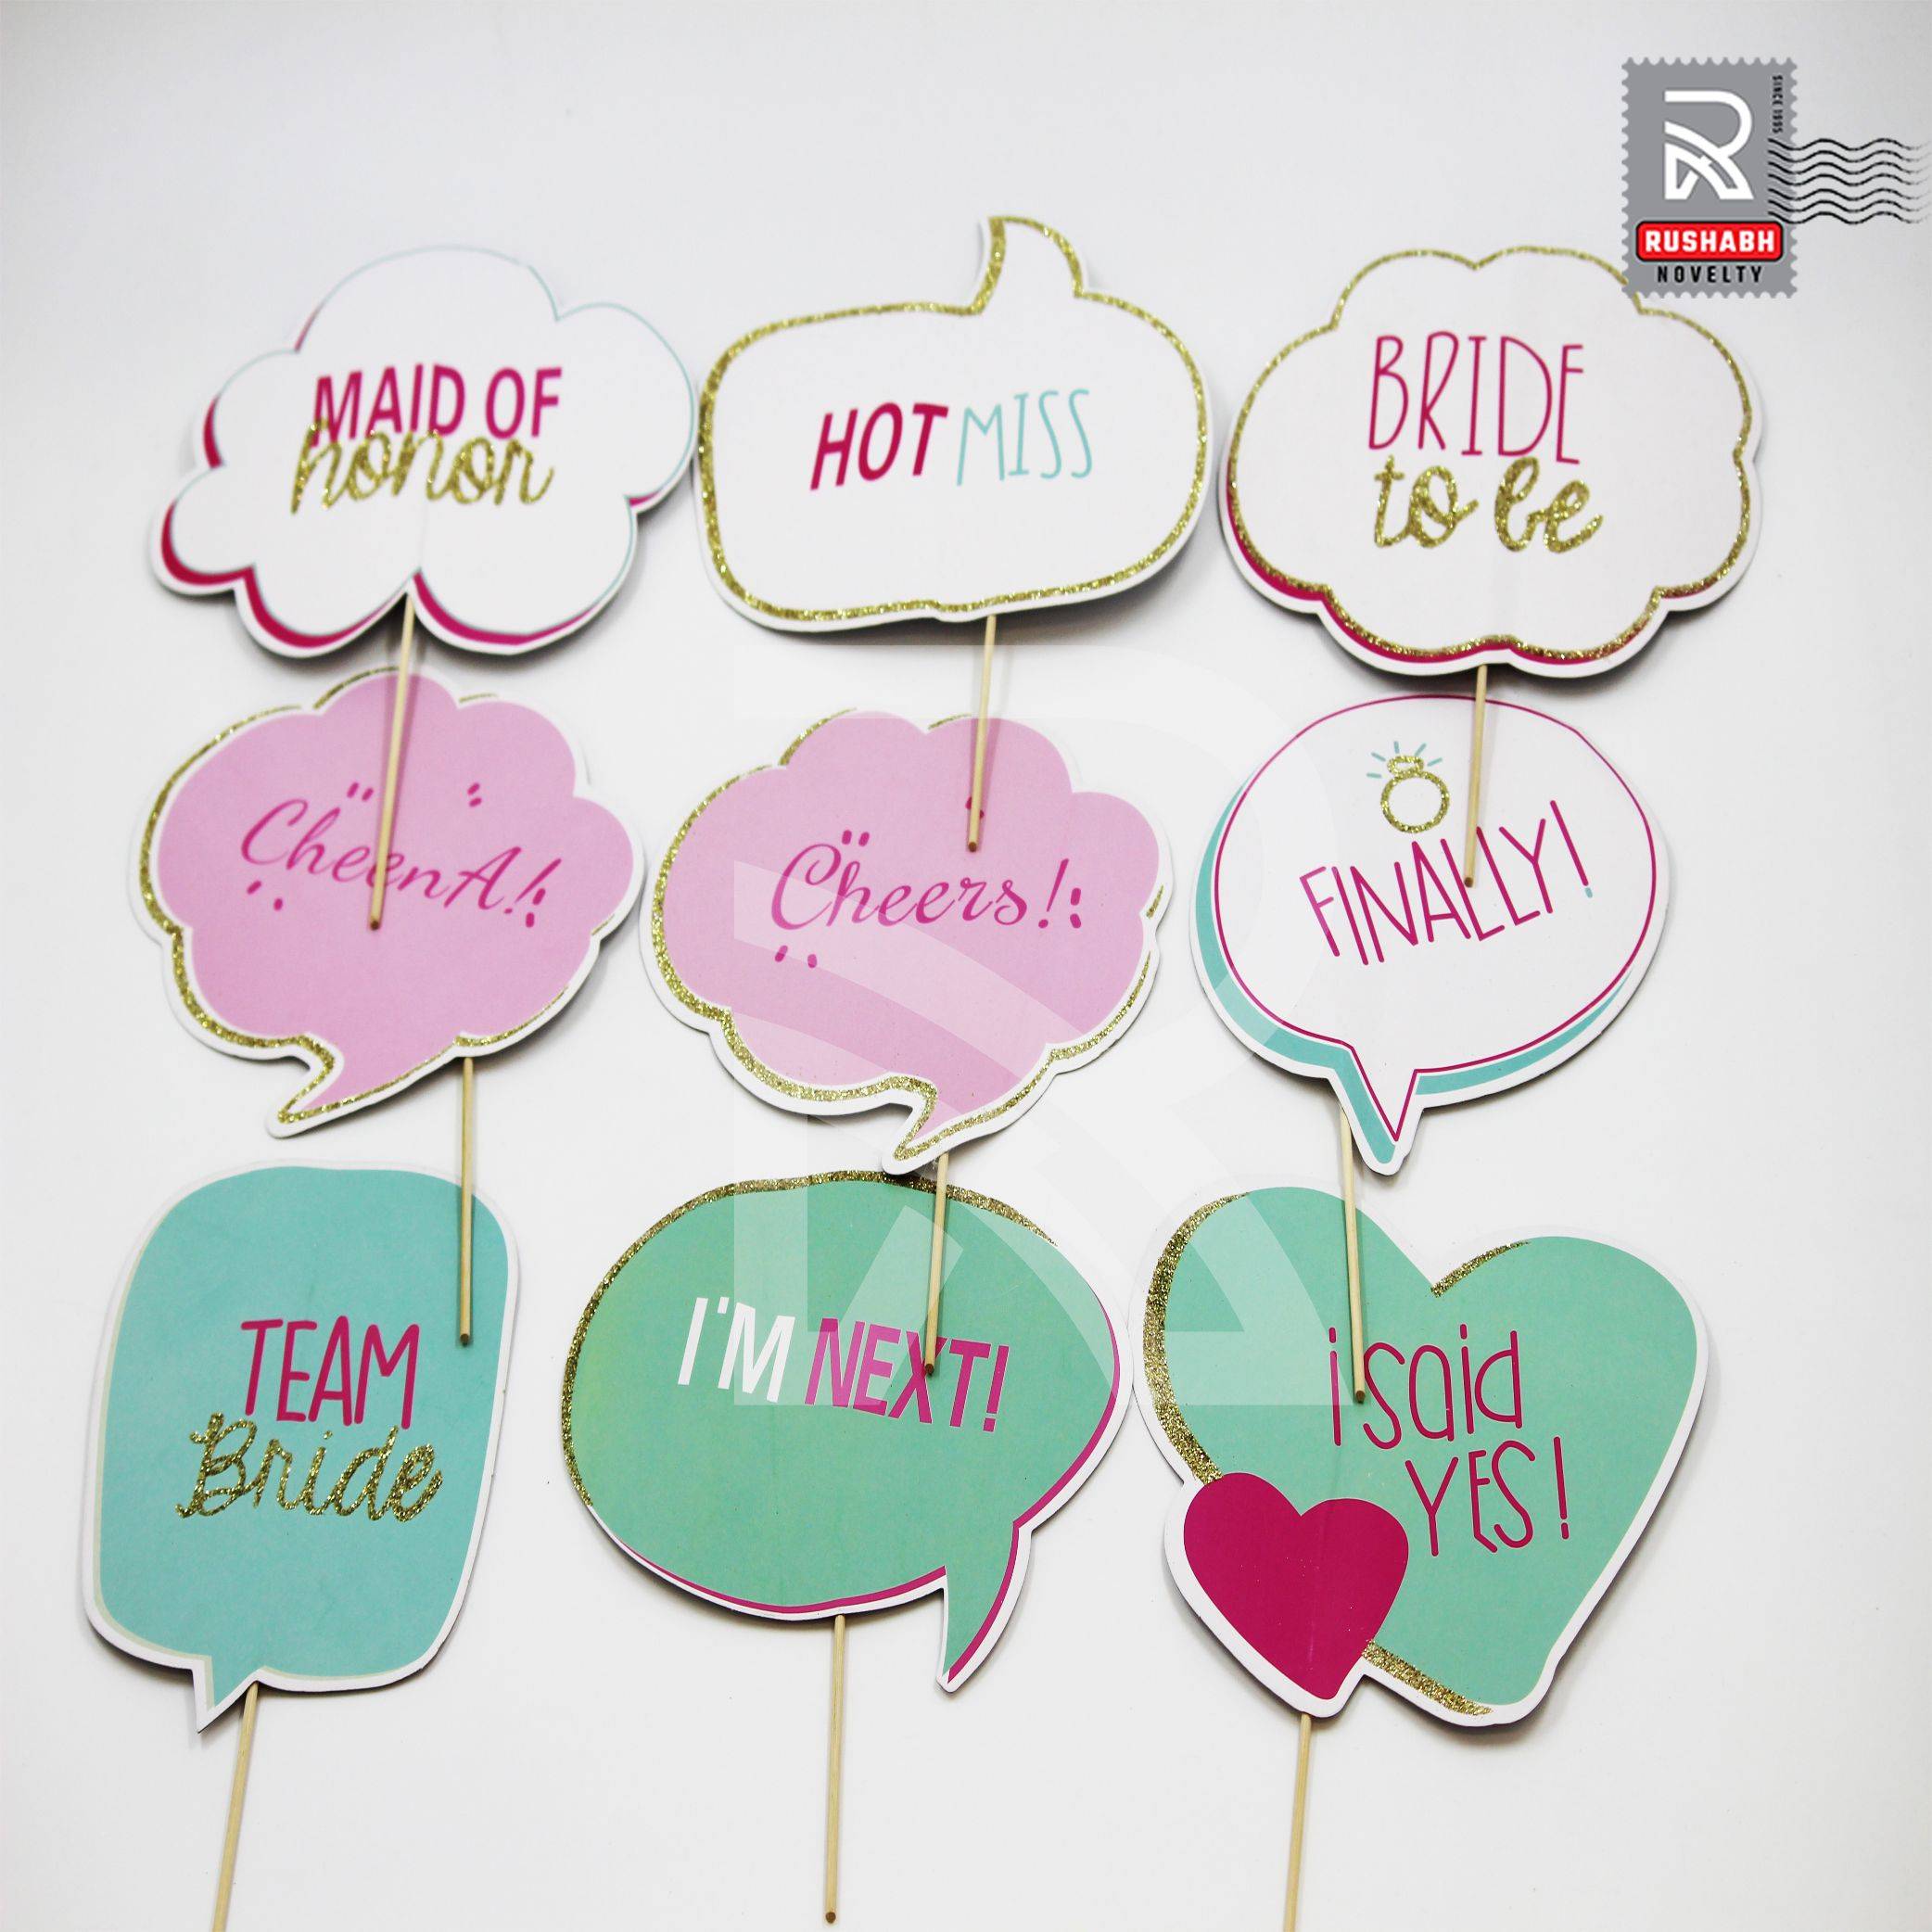 SINCE 1995
RUSHABH
NOVELTY
MAID OF
honor
HOT MISS
BRIDE
to be
CheenA!
Cheers!
FINALLY!
TEAM
Bride
I'M NEXT!
i said
YES!